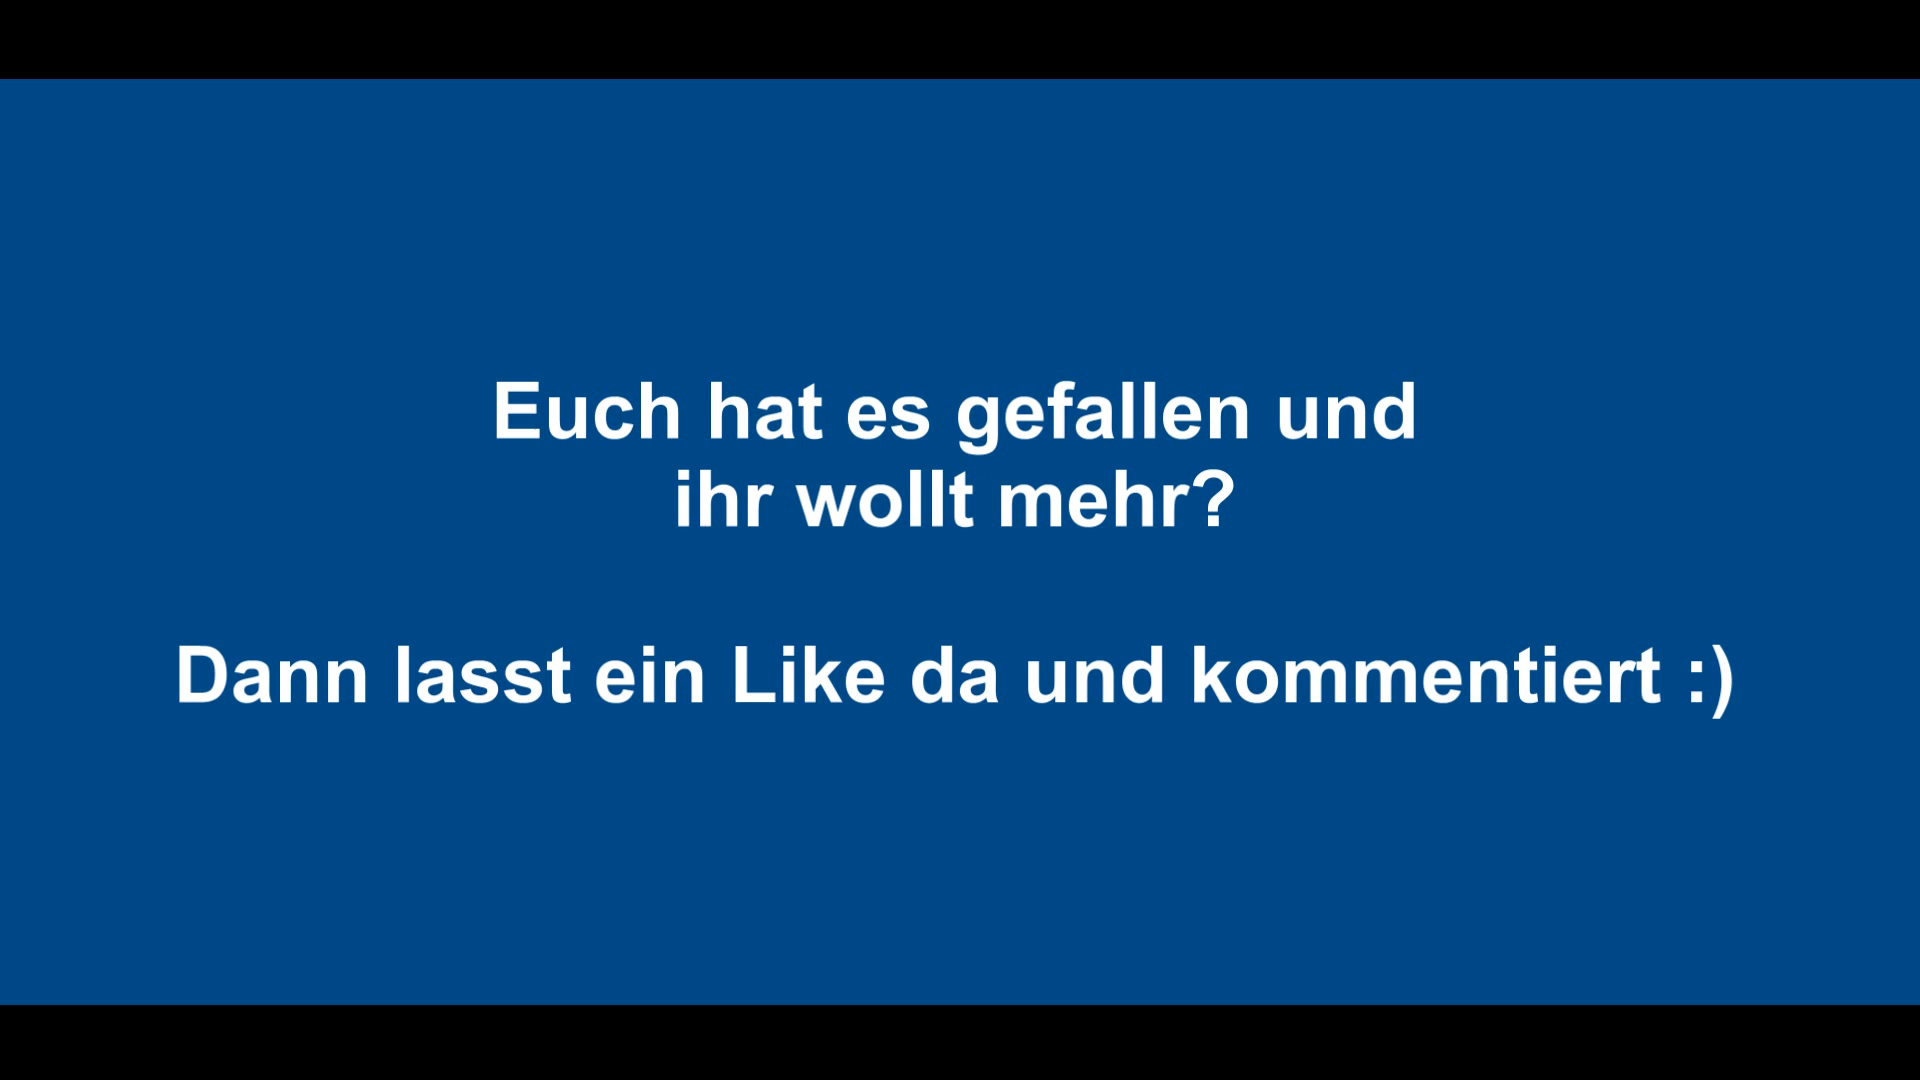 Euch hat es gefallen und
ihr wollt mehr?
Dann lasst ein Like da und kommentiert :)